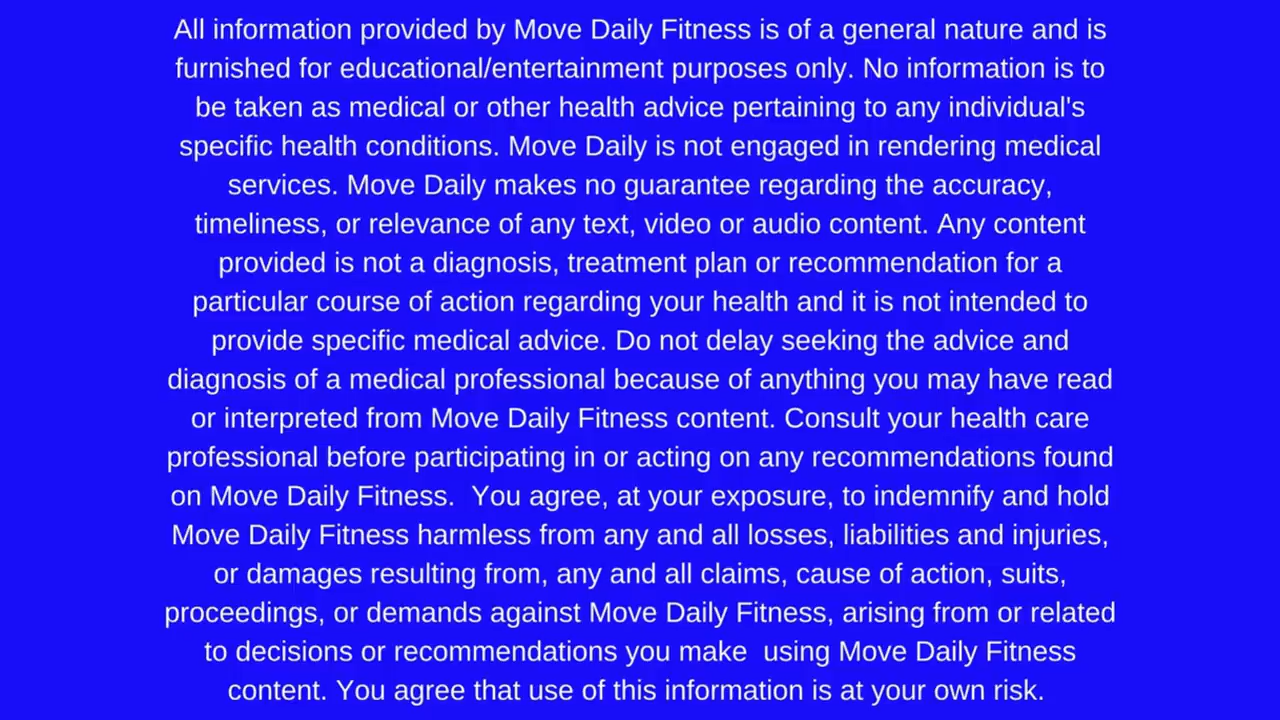 All information provided by Move Daily Fitness is of a general nature and is
furnished for educational/entertainment purposes only. No information is to
be taken as medical or other health advice pertaining to any individual's
specific health conditions. Move Daily is not engaged in rendering medical
services. Move Daily makes no guarantee regarding the accuracy,
timeliness, or relevance of any text, video or audio content. Any content
provided is not a diagnosis, treatment plan or recommendation for a
particular course of action regarding your health and it is not intended to
provide specific medical advice. Do not delay seeking the advice and
diagnosis of a medical professional because of anything you may have read
or interpreted from Move Daily Fitness content. Consult your health care
professional before participating in or acting on any recommendations found
on Move Daily Fitness.  You agree, at your exposure, to indemnify and hold
Move Daily Fitness harmless from any and all losses, liabilities and injuries,
or damages resulting from, any and all claims, cause of action, suits,
proceedings, or demands against Move Daily Fitness, arising from or related
to decisions or recommendations you make  using Move Daily Fitness
content. You agree that use of this information is at your own risk.